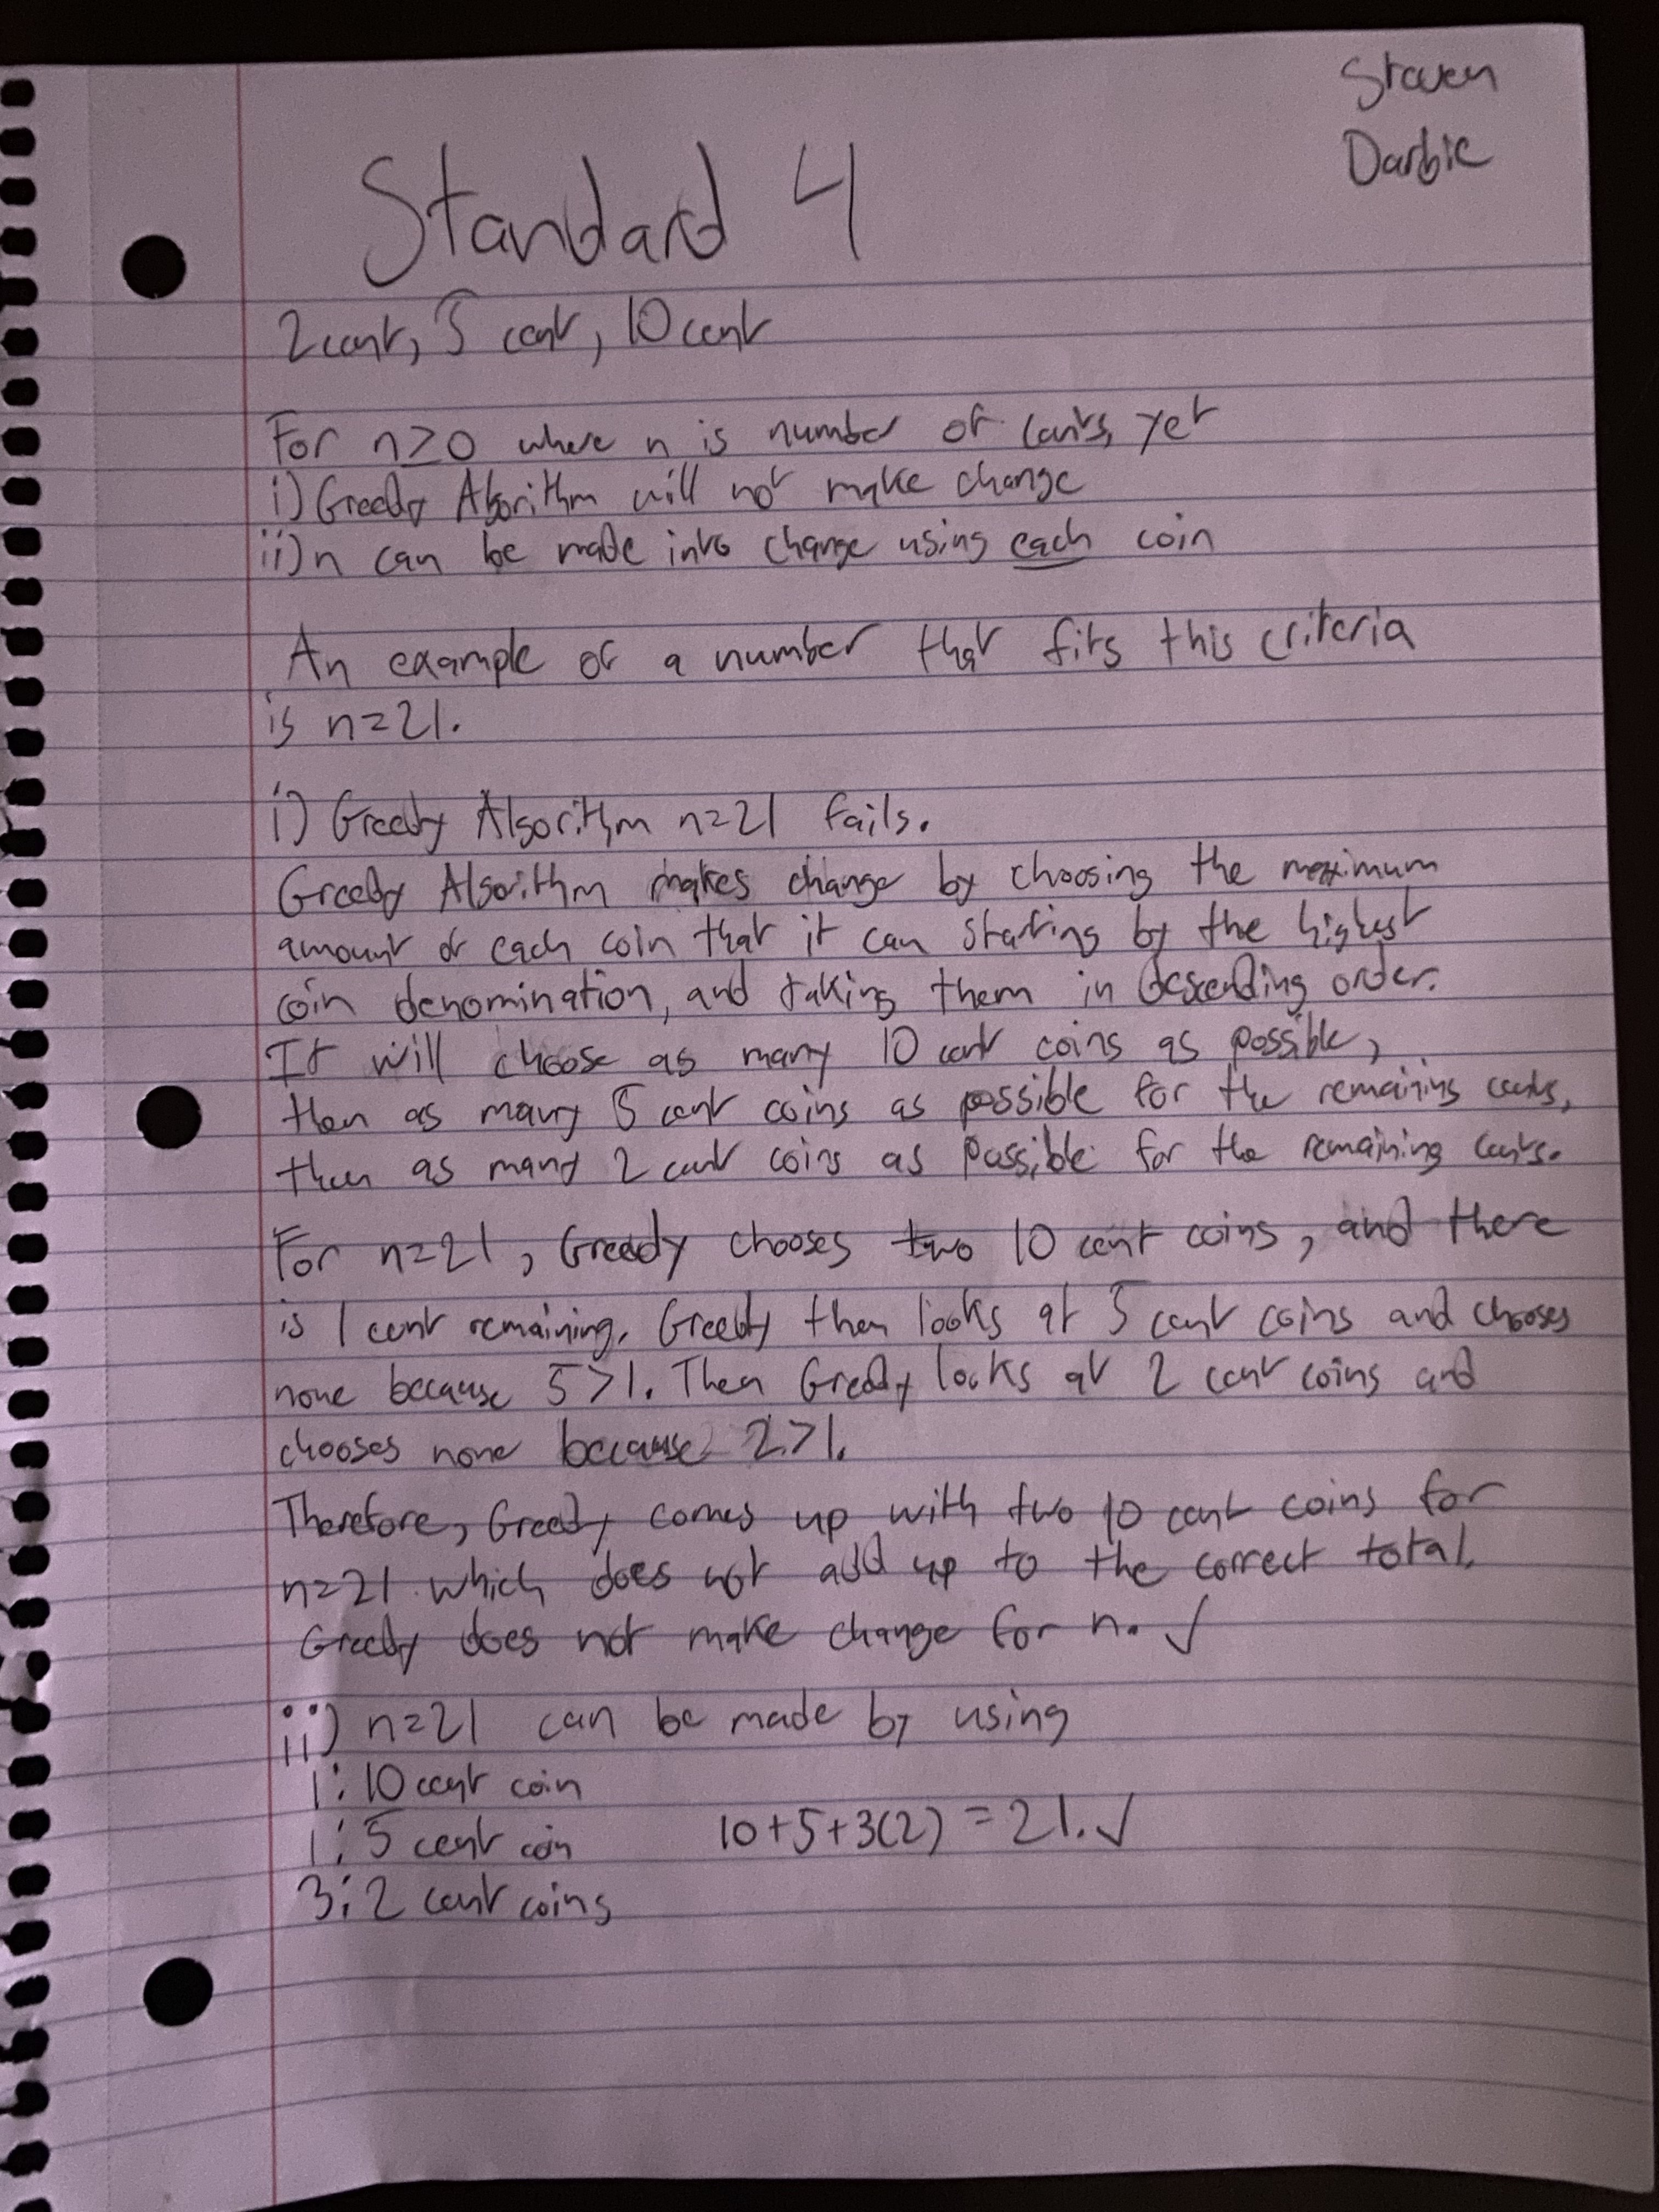 Steven
Darbie
Standard 4
2 cent, 5 cent, 10 cent
For n≥0 where n is number of cents, yet
i) Greedy Algorithm will not make change
ii) n can be made into change using each coin
An example of a number that fits this criteria
is n=21.
i) Greedy Algorithm n=21 fails.
Greedy Algorithm makes change by choosing the maximum
amount of each coin that it can starting by the highest
coin denomination, and taking them in descending order.
It will choose as many 10 cent coins as possible,
then as many 5 cent coins as possible for the remaining cents,
then as many 2 cent coins as possible for the remaining cents.
For n=21, Greedy chooses two 10 cent coins, and there
is 1 cent remaining. Greedy then looks at 5 cent coins and chooses
none because 5>1. Then Greedy looks at 2 cent coins and
chooses none because 2>1.
Therefore, Greedy comes up with two 10 cent coins for
n=21 which does not add up to the correct total.
Greedy does not make change for n. ✓
ii) n=21 can be made by using
1: 10 cent coin
1: 5 cent coin 10+5+3(2) = 21. ✓
3: 2 cent coins